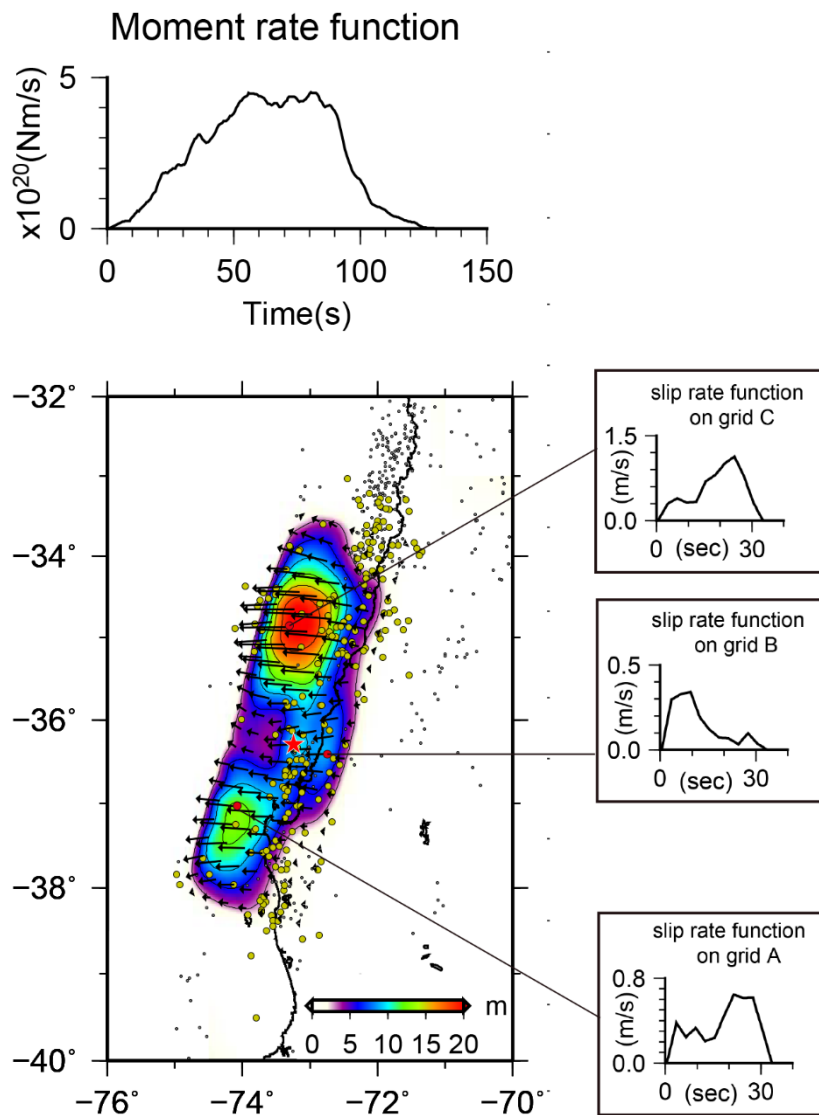 Moment rate function
5
0
x10²⁰(Nm/s)
0 50 100 150
Time(s)
−32°
−34°
−36°
−38°
−40°
−76° −74° −72° −70°
0 5 10 15 20 m
slip rate function
on grid C
1.5
0.0
(m/s)
0 (sec) 30
slip rate function
on grid B
0.5
0.0
(m/s)
0 (sec) 30
slip rate function
on grid A
0.8
0.0
(m/s)
0 (sec) 30